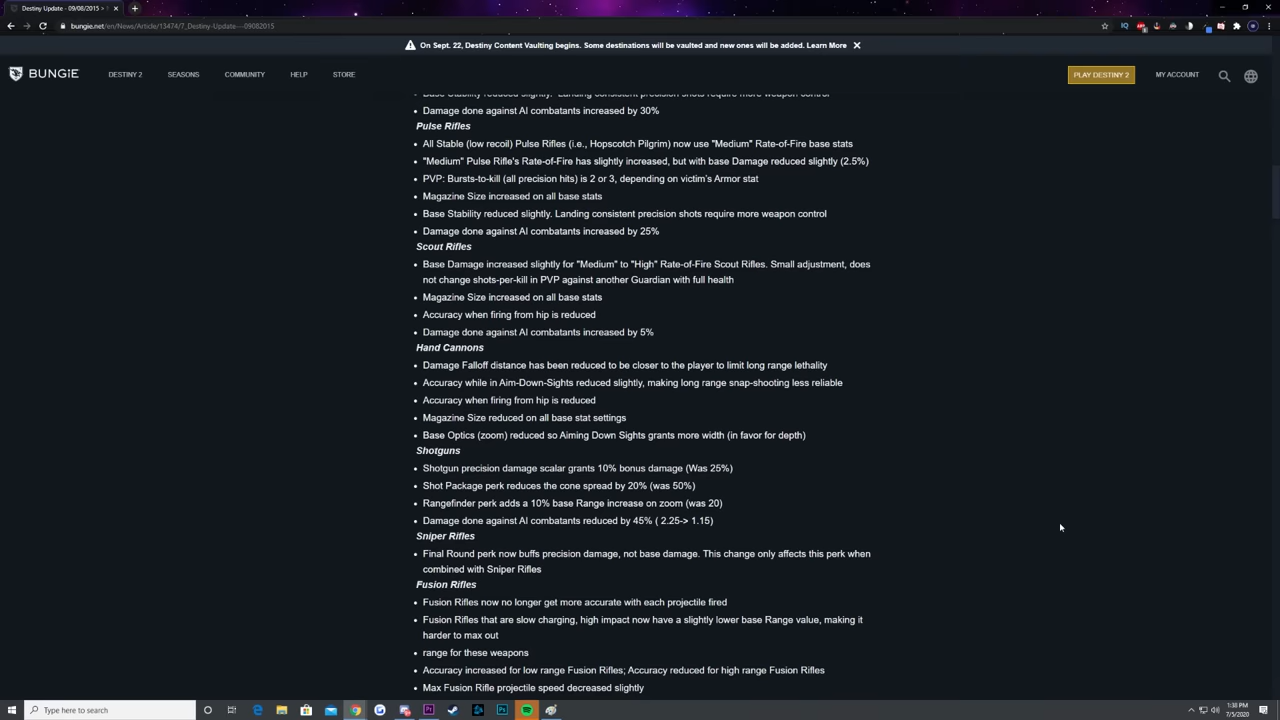 Destiny Update - 09/08/2015 >
bungie.net/en/News/Article/13474/7_Destiny-Update---09082015
On Sept. 22, Destiny Content Vaulting begins. Some destinations will be vaulted and new ones will be added. Learn More
BUNGIE
DESTINY 2
SEASONS
COMMUNITY
HELP
STORE
PLAY DESTINY 2
MY ACCOUNT
Base Stability reduced slightly. Landing consistent precision shots require more weapon control
• Damage done against AI combatants increased by 30%
Pulse Rifles
• All Stable (low recoil) Pulse Rifles (i.e., Hopscotch Pilgrim) now use "Medium" Rate-of-Fire base stats
• "Medium" Pulse Rifle's Rate-of-Fire has slightly increased, but with base Damage reduced slightly (2.5%)
• PVP: Bursts-to-kill (all precision hits) is 2 or 3, depending on victim's Armor stat
• Magazine Size increased on all base stats
• Base Stability reduced slightly. Landing consistent precision shots require more weapon control
• Damage done against AI combatants increased by 25%
Scout Rifles
• Base Damage increased slightly for "Medium" to "High" Rate-of-Fire Scout Rifles. Small adjustment, does
not change shots-per-kill in PVP against another Guardian with full health
• Magazine Size increased on all base stats
• Accuracy when firing from hip is reduced
• Damage done against AI combatants increased by 5%
Hand Cannons
• Damage Falloff distance has been reduced to be closer to the player to limit long range lethality
• Accuracy while in Aim-Down-Sights reduced slightly, making long range snap-shooting less reliable
• Accuracy when firing from hip is reduced
• Magazine Size reduced on all base stat settings
• Base Optics (zoom) reduced so Aiming Down Sights grants more width (in favor for depth)
Shotguns
• Shotgun precision damage scalar grants 10% bonus damage (Was 25%)
• Shot Package perk reduces the cone spread by 20% (was 50%)
• Rangefinder perk adds a 10% base Range increase on zoom (was 20)
• Damage done against AI combatants reduced by 45% ( 2.25-> 1.15)
Sniper Rifles
• Final Round perk now buffs precision damage, not base damage. This change only affects this perk when
combined with Sniper Rifles
Fusion Rifles
• Fusion Rifles now no longer get more accurate with each projectile fired
• Fusion Rifles that are slow charging, high impact now have a slightly lower base Range value, making it
harder to max out
• range for these weapons
• Accuracy increased for low range Fusion Rifles; Accuracy reduced for high range Fusion Rifles
• Max Fusion Rifle projectile speed decreased slightly
Type here to search
1:38 PM
7/5/2020